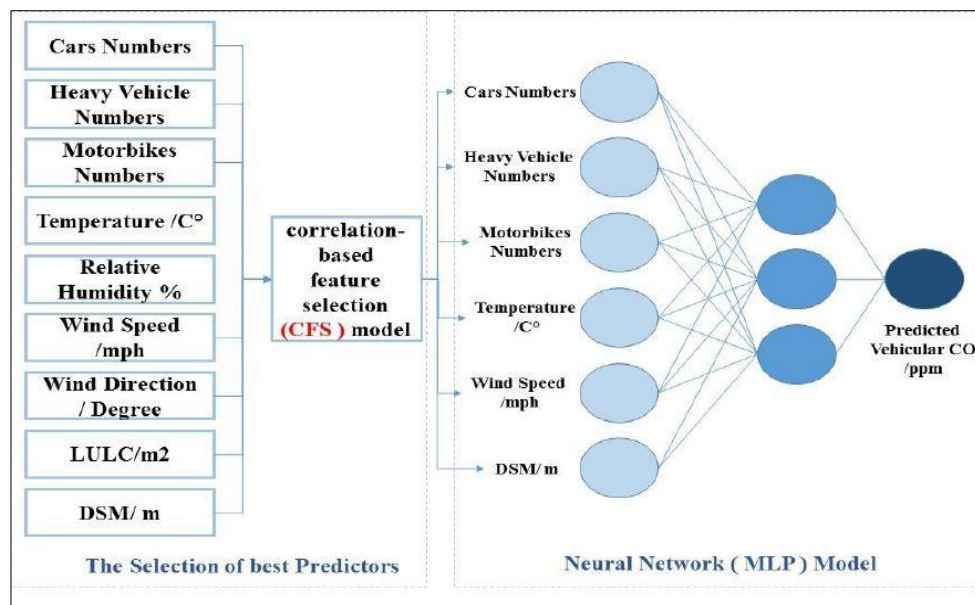 Cars Numbers
Heavy Vehicle
Numbers
Motorbikes
Numbers
Temperature /C°
Relative
Humidity %
Wind Speed
/mph
Wind Direction
/ Degree
LULC/m2
DSM/ m
The Selection of best Predictors
correlation-
based
feature
selection
(CFS ) model
Cars Numbers
Heavy Vehicle
Numbers
Motorbikes
Numbers
Temperature
/C°
Wind Speed
/mph
DSM/ m
Predicted
Vehicular CO
/ppm
Neural Network ( MLP ) Model